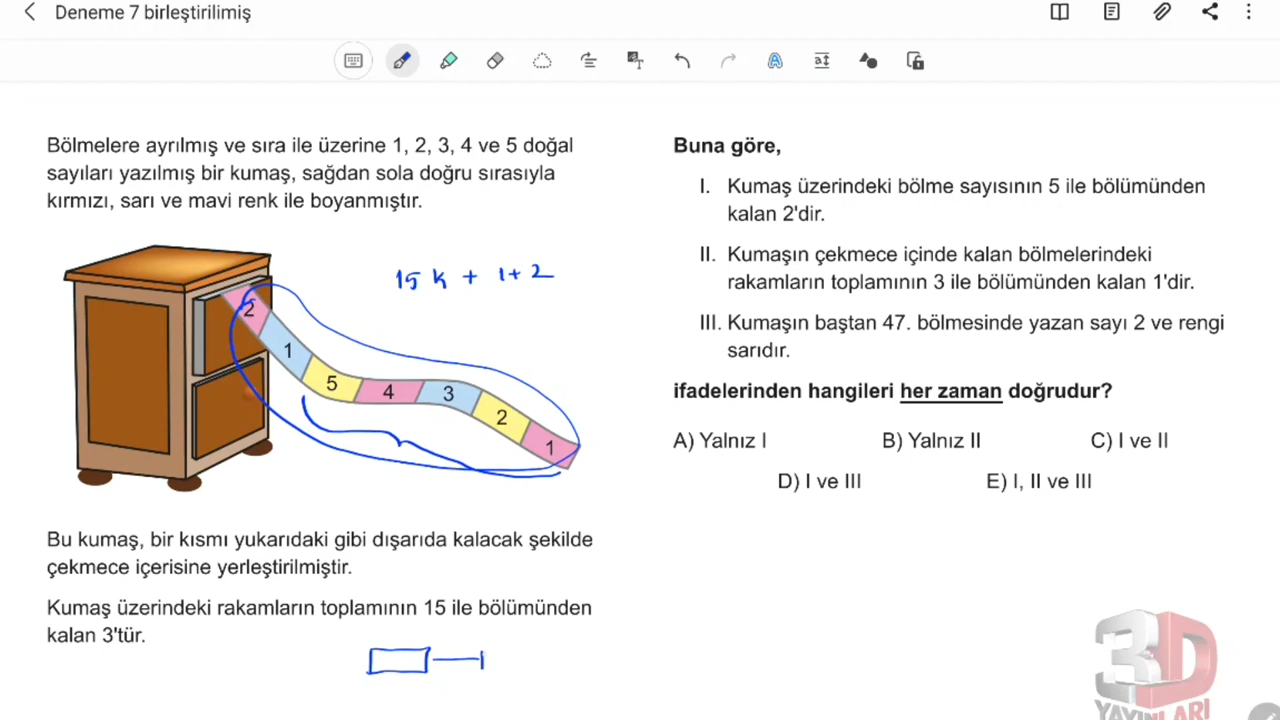 Deneme 7 birleştirilmiş
Bölmelere ayrılmış ve sıra ile üzerine 1, 2, 3, 4 ve 5 doğal
sayıları yazılmış bir kumaş, sağdan sola doğru sırasıyla
kırmızı, sarı ve mavi renk ile boyanmıştır.
15 k + 1+2
2
1
5
4
3
2
1
Bu kumaş, bir kısmı yukarıdaki gibi dışarıda kalacak şekilde
çekmece içerisine yerleştirilmiştir.
Kumaş üzerindeki rakamların toplamının 15 ile bölümünden
kalan 3'tür.
Buna göre,
I. Kumaş üzerindeki bölme sayısının 5 ile bölümünden
kalan 2'dir.
II. Kumaşın çekmece içinde kalan bölmelerindeki
rakamların toplamının 3 ile bölümünden kalan 1'dir.
III. Kumaşın baştan 47. bölmesinde yazan sayı 2 ve rengi
sarıdır.
ifadelerinden hangileri her zaman doğrudur?
A) Yalnız I B) Yalnız II C) I ve II
D) I ve III E) I, II ve III
3D
YAYINLARI